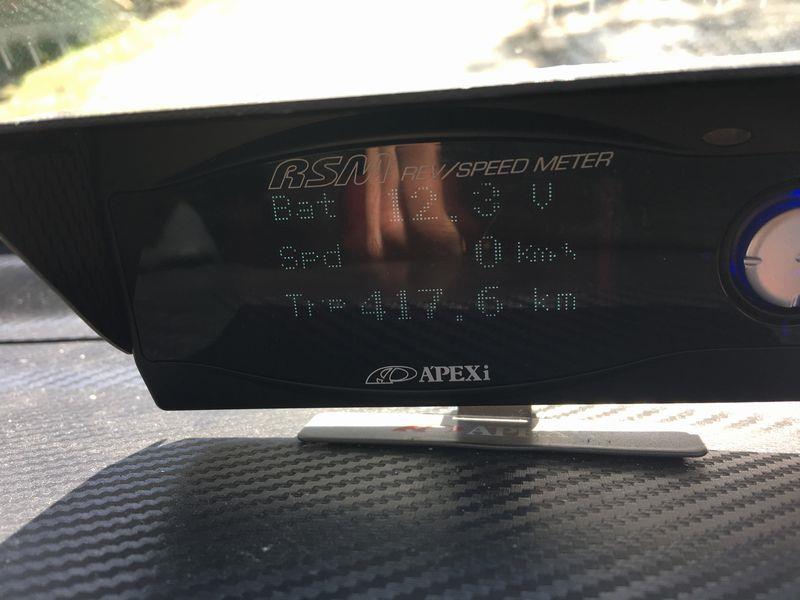 RSM REV/SPEED METER
Bat 12.3 V
Spd 0 km/h
Trp 417.6 km
APEXi